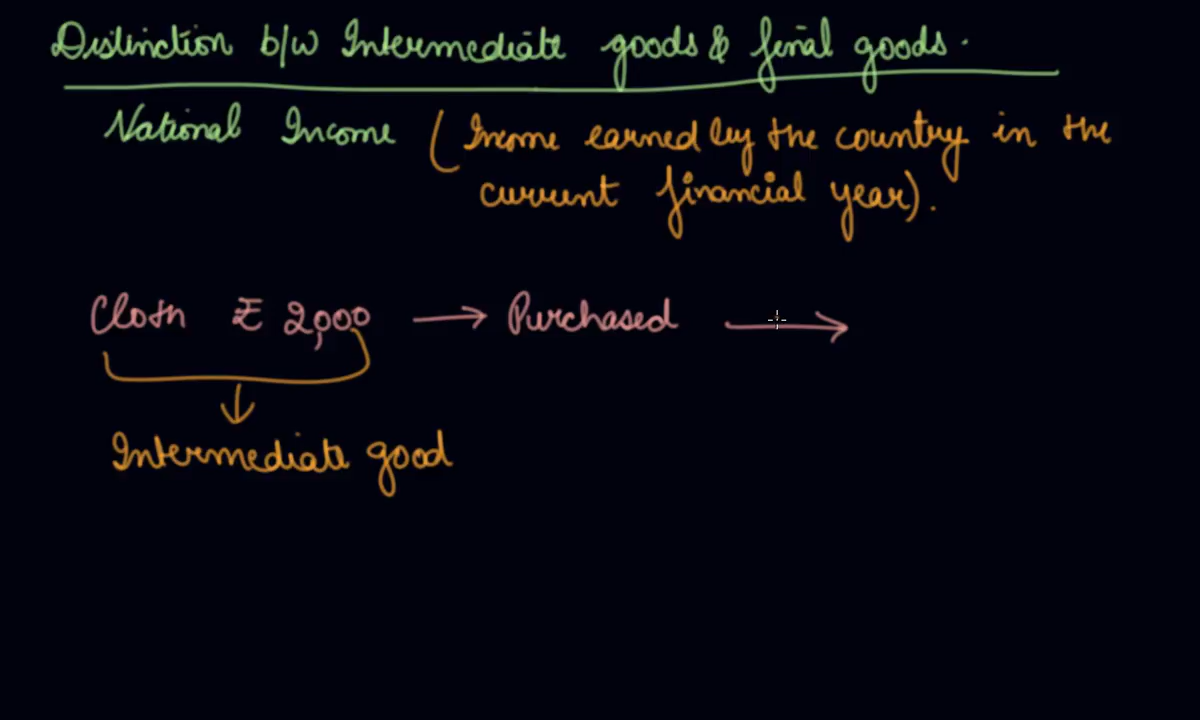 Distinction b/w Intermediate goods & final goods.
National Income (Income earned by the country in the
current financial year).
Cloth ₹ 2,000 → Purchased →
Intermediate good